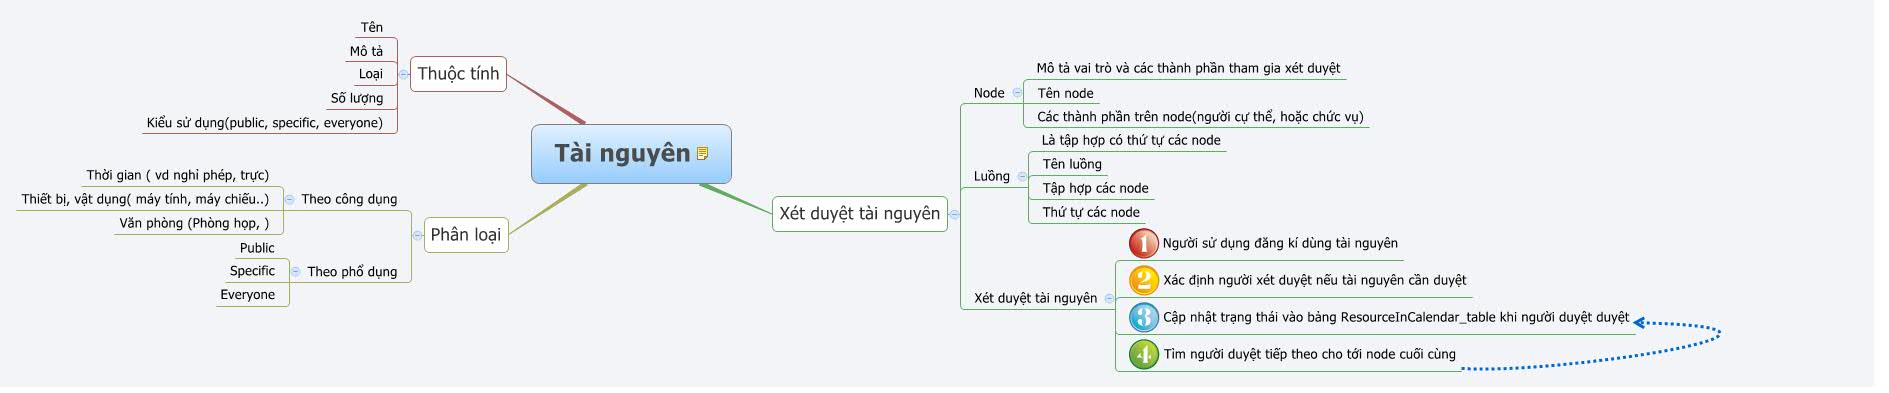 Tài nguyên
Thuộc tính
Tên
Mô tả
Loại
Số lượng
Kiểu sử dụng(public, specific, everyone)
Phân loại
Theo công dụng
Thời gian ( vd nghỉ phép, trực)
Thiết bị, vật dụng( máy tính, máy chiếu..)
Văn phòng (Phòng họp, )
Theo phổ dụng
Public
Specific
Everyone
Xét duyệt tài nguyên
Node
Mô tả vai trò và các thành phần tham gia xét duyệt
Tên node
Các thành phần trên node(người cụ thể, hoặc chức vụ)
Luồng
Là tập hợp có thứ tự các node
Tên luồng
Tập hợp các node
Thứ tự các node
Xét duyệt tài nguyên
1 Người sử dụng đăng kí dùng tài nguyên
2 Xác định người xét duyệt nếu tài nguyên cần duyệt
3 Cập nhật trạng thái vào bảng ResourceInCalendar_table khi người duyệt duyệt
4 Tìm người duyệt tiếp theo cho tới node cuối cùng